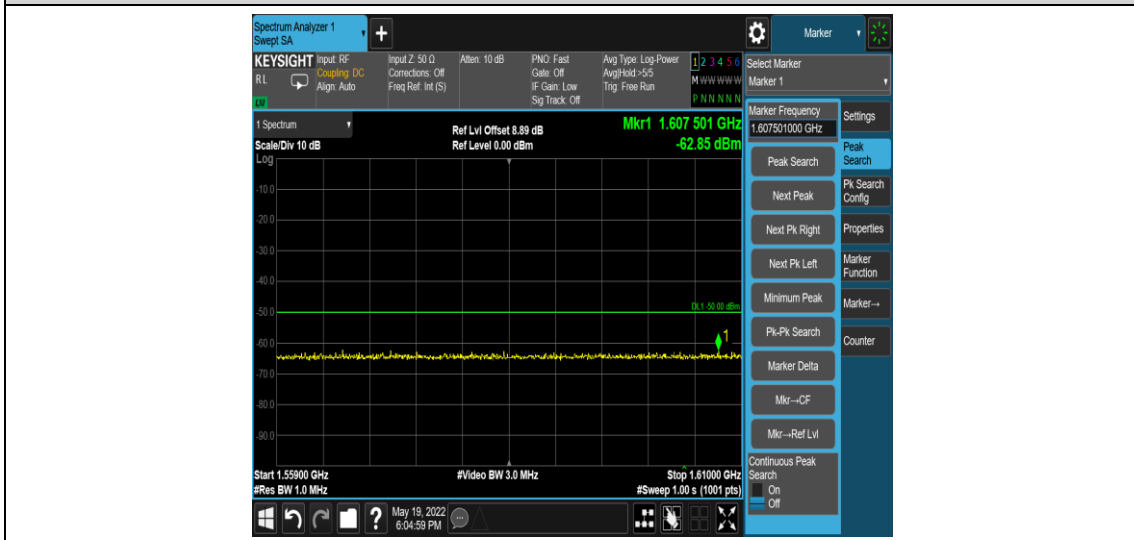 Spectrum Analyzer 1
Swept SA
+
Marker
KEYSIGHT
RL
LXI
Input: RF
Coupling: DC
Align: Auto
Input Z: 50 Ω
Corrections: Off
Freq Ref: Int (S)
Atten: 10 dB
PNO: Fast
Gate: Off
IF Gain: Low
Sig Track: Off
Avg Type: Log-Power
Avg|Hold:>5/5
Trig: Free Run
1 2 3 4 5 6
M W W W W W
P N N N N N
Select Marker
Marker 1
1 Spectrum
Scale/Div 10 dB
Ref Lvl Offset 8.89 dB
Ref Level 0.00 dBm
Mkr1 1.607 501 GHz
-62.85 dBm
Log
-10.0
-20.0
-30.0
-40.0
-50.0
-60.0
-70.0
-80.0
-90.0
DL1 -50.00 dBm
1
Start 1.55900 GHz
#Res BW 1.0 MHz
#Video BW 3.0 MHz
Stop 1.61000 GHz
#Sweep 1.00 s (1001 pts)
Marker Frequency
1.607501000 GHz
Peak Search
Next Peak
Next Pk Right
Next Pk Left
Minimum Peak
Pk-Pk Search
Marker Delta
Mkr→CF
Mkr→Ref Lvl
Continuous Peak
Search
On
Off
Settings
Peak
Search
Pk Search
Config
Properties
Marker
Function
Marker→
Counter
?
May 19, 2022
6:04:59 PM